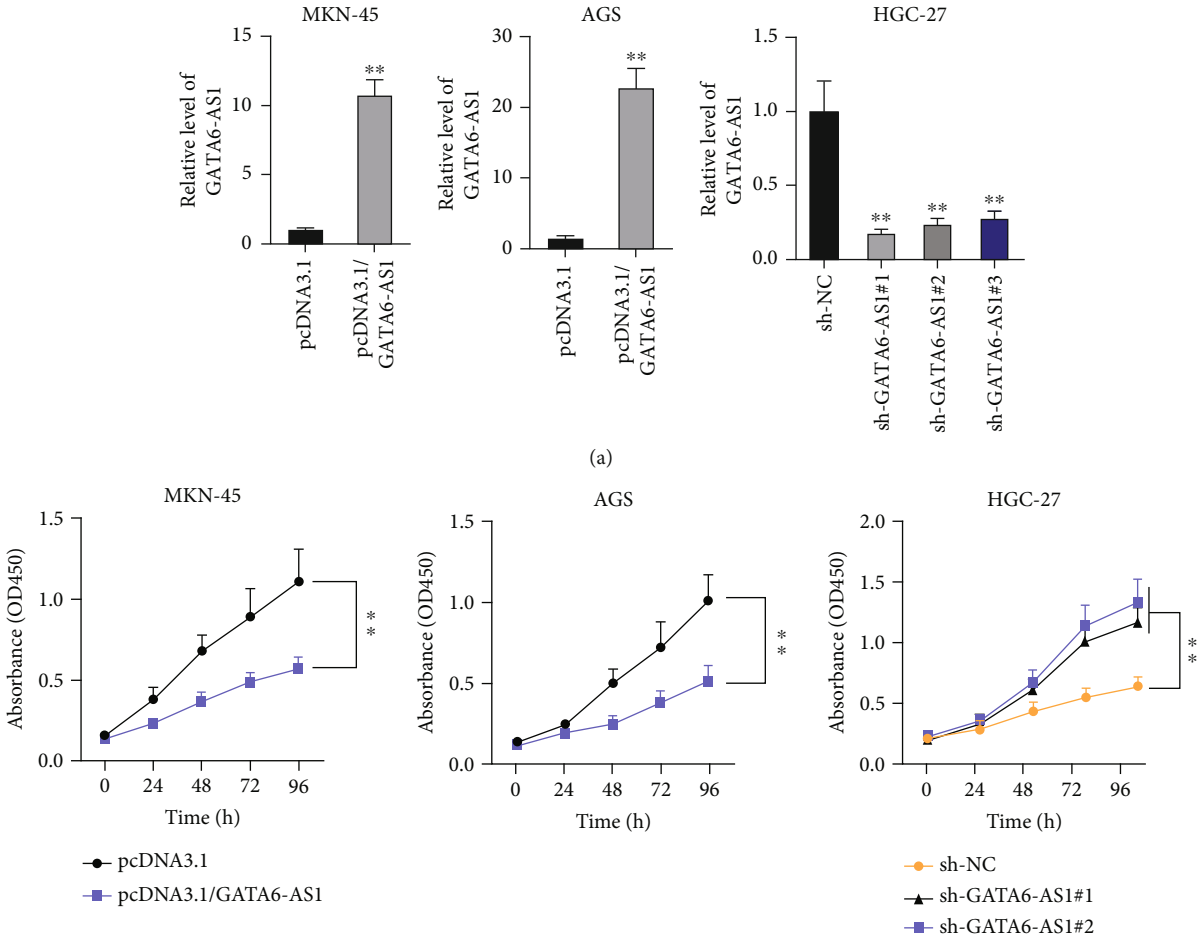 MKN-45
Relative level of
GATA6-AS1
15
10
5
0
**
pcDNA3.1
pcDNA3.1/
GATA6-AS1
AGS
Relative level of
GATA6-AS1
30
20
10
0
**
pcDNA3.1
pcDNA3.1/
GATA6-AS1
HGC-27
Relative level of
GATA6-AS1
1.5
1.0
0.5
0.0
** ** **
sh-NC
sh-GATA6-AS1#1
sh-GATA6-AS1#2
sh-GATA6-AS1#3
(a)
MKN-45
Absorbance (OD450)
1.5
1.0
0.5
0.0
**
0 24 48 72 96
Time (h)
pcDNA3.1
pcDNA3.1/GATA6-AS1
AGS
Absorbance (OD450)
1.5
1.0
0.5
0.0
**
0 24 48 72 96
Time (h)
HGC-27
Absorbance (OD450)
2.0
1.5
1.0
0.5
0.0
**
0 24 48 72 96
Time (h)
sh-NC
sh-GATA6-AS1#1
sh-GATA6-AS1#2